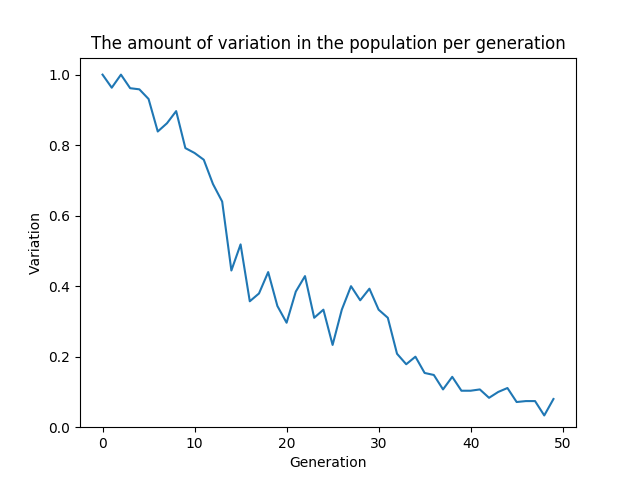 The amount of variation in the population per generation
1.0
0.8
0.6
0.4
0.2
0.0
Variation
0 10 20 30 40 50
Generation